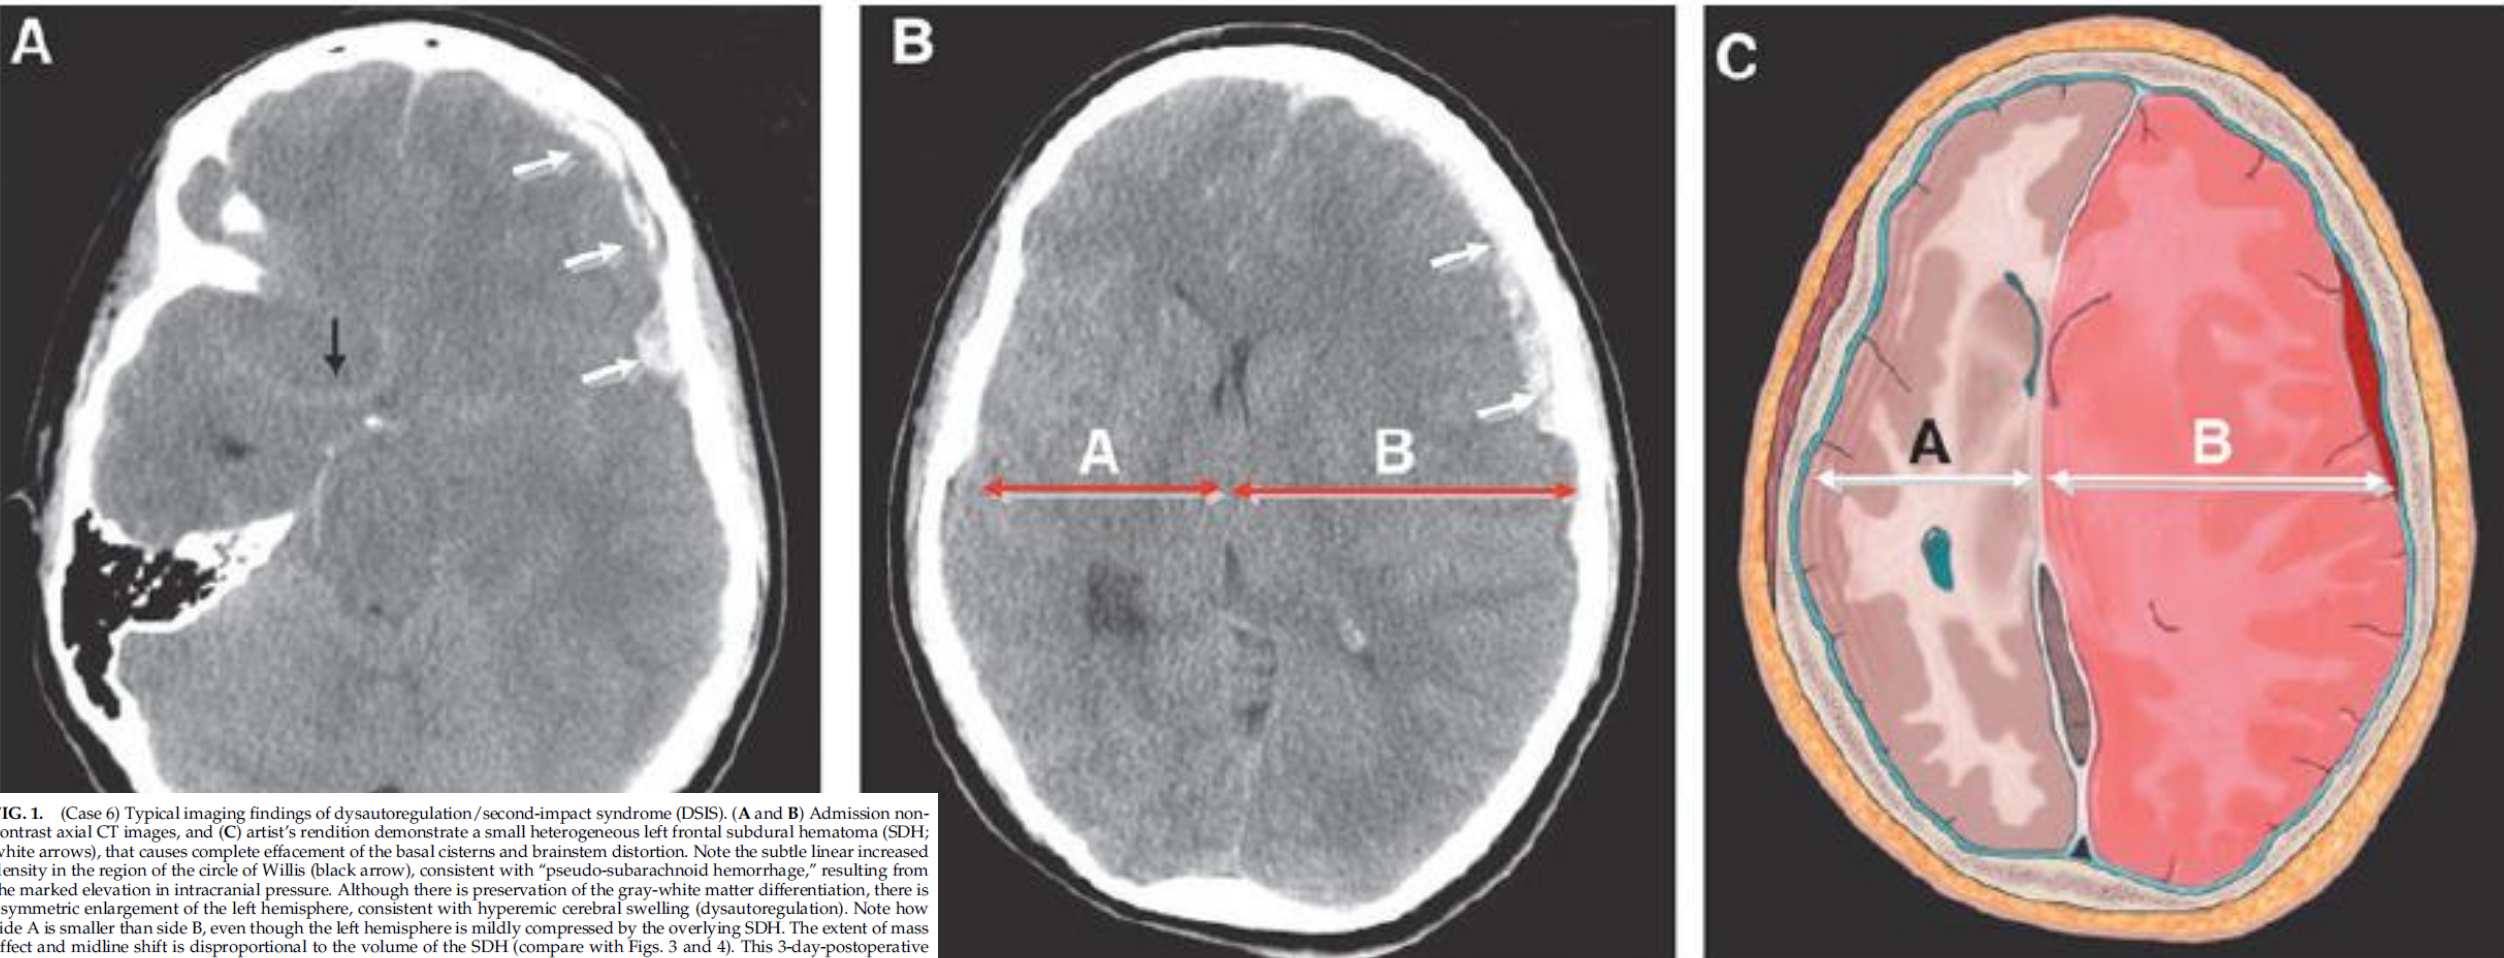 A
B
C
A
B
A
B
IG. 1. (Case 6) Typical imaging findings of dysautoregulation/second-impact syndrome (DSIS). (A and B) Admission non-
ontrast axial CT images, and (C) artist's rendition demonstrate a small heterogeneous left frontal subdural hematoma (SDH;
white arrows), that causes complete effacement of the basal cisterns and brainstem distortion. Note the subtle linear increased
density in the region of the circle of Willis (black arrow), consistent with "pseudo-subarachnoid hemorrhage," resulting from
he marked elevation in intracranial pressure. Although there is preservation of the gray-white matter differentiation, there is
symmetric enlargement of the left hemisphere, consistent with hyperemic cerebral swelling (dysautoregulation). Note how
ide A is smaller than side B, even though the left hemisphere is mildly compressed by the overlying SDH. The extent of mass
ffect and midline shift is disproportional to the volume of the SDH (compare with Figs. 3 and 4). This 3-day-postoperative